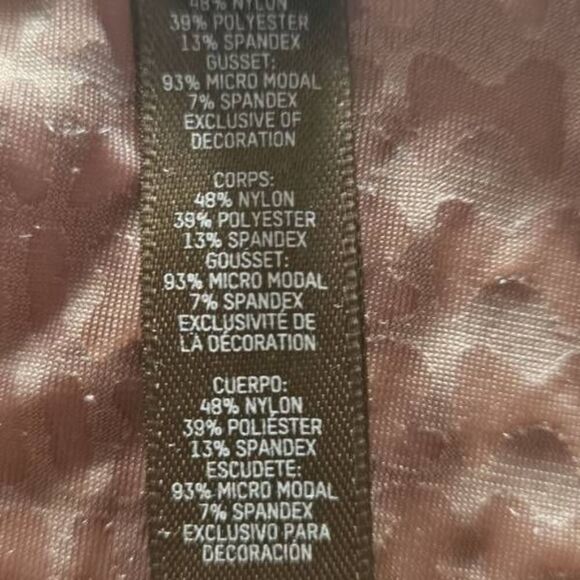 48% NYLON
39% POLYESTER
13% SPANDEX
GUSSET:
93% MICRO MODAL
7% SPANDEX
EXCLUSIVE OF
DECORATION
CORPS:
48% NYLON
39% POLYESTER
13% SPANDEX
GOUSSET:
93% MICRO MODAL
7% SPANDEX
EXCLUSIVITÉ DE
LA DÉCORATION
CUERPO:
48% NYLON
39% POLIÉSTER
13% SPANDEX
ESCUDETE:
93% MICRO MODAL
7% SPANDEX
EXCLUSIVO PARA
DECORACIÓN